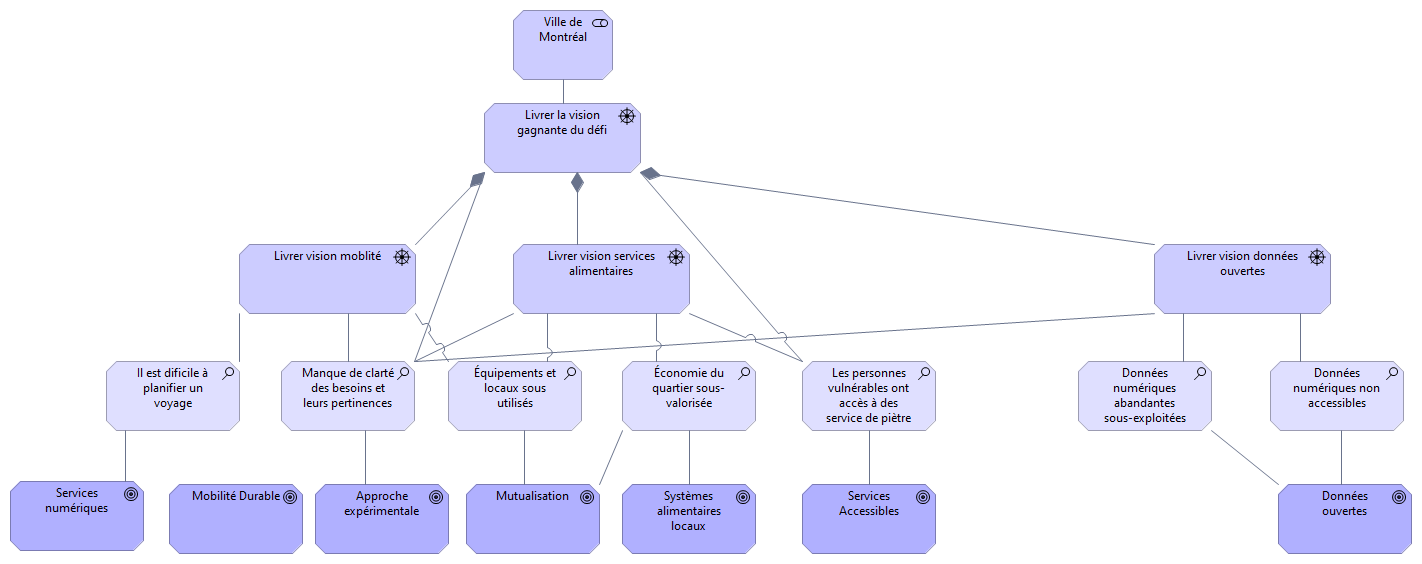 Ville de
Montréal
Livrer la vision
gagnante du défi
Livrer vision moblité
Livrer vision services
alimentaires
Livrer vision données
ouvertes
Il est dificile à
planifier un
voyage
Manque de clarté
des besoins et
leurs pertinences
Équipements et
locaux sous
utilisés
Économie du
quartier sous-
valorisée
Les personnes
vulnérables ont
accès à des
service de piètre
Données
numériques
abandantes
sous-exploitées
Données
numériques non
accessibles
Services
numériques
Mobilité Durable
Approche
expérimentale
Mutualisation
Systèmes
alimentaires
locaux
Services
Accessibles
Données
ouvertes